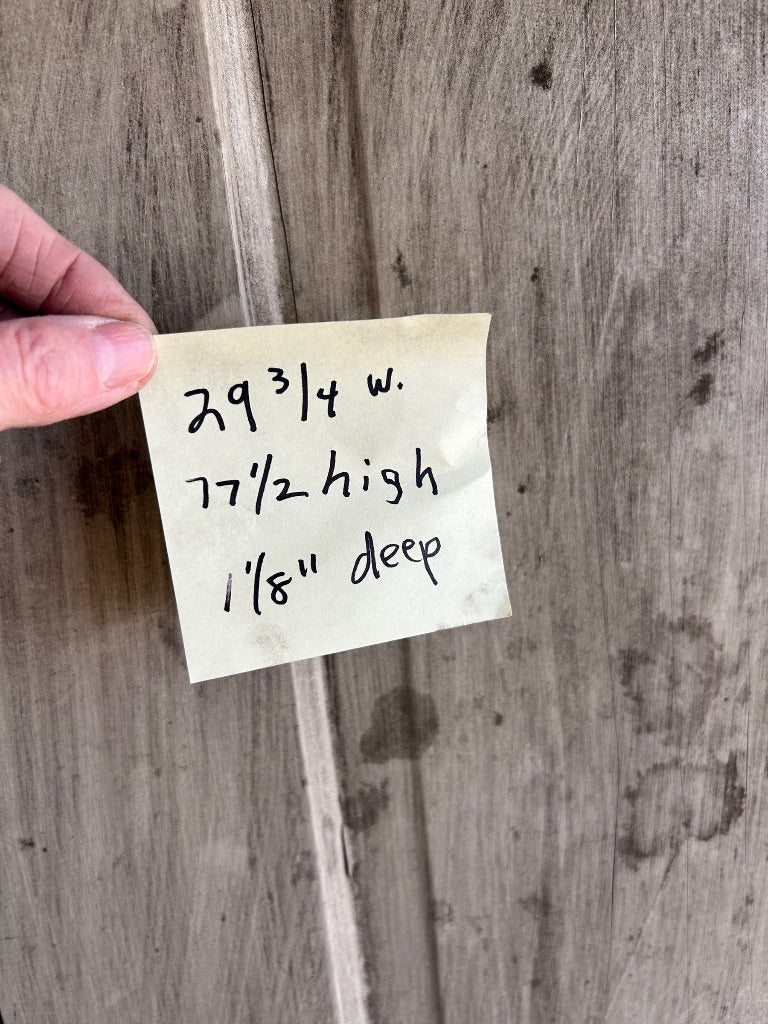 29 3/4 w.
77 1/2 high
1 1/8" deep